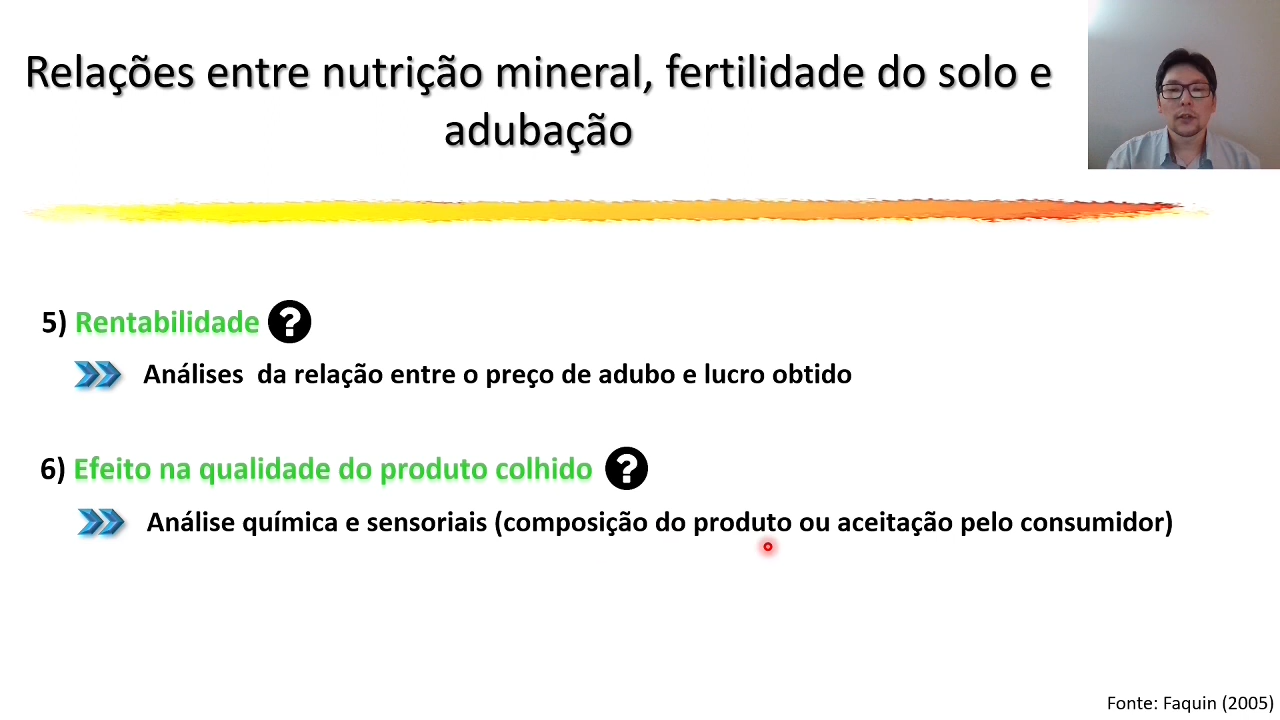 Relações entre nutrição mineral, fertilidade do solo e
adubação
5) Rentabilidade ?
Análises da relação entre o preço de adubo e lucro obtido
6) Efeito na qualidade do produto colhido ?
Análise química e sensoriais (composição do produto ou aceitação pelo consumidor)
Fonte: Faquin (2005)